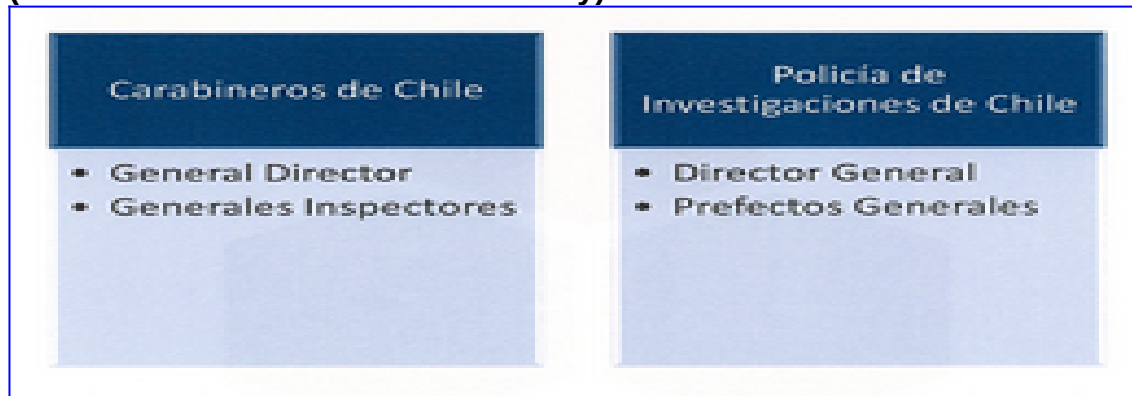 Carabineros de Chile
• General Director
• Generales Inspectores
Policía de
Investigaciones de Chile
• Director General
• Prefectos Generales